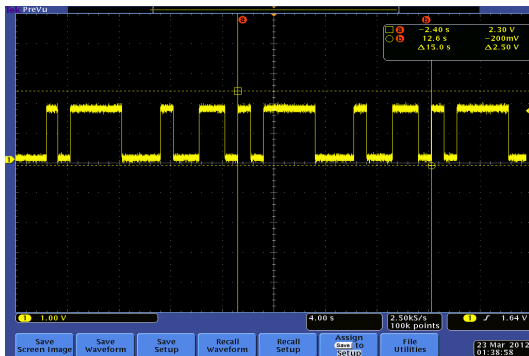 Tek PreVu
a
b
a −2.40 s 2.30 V
b 12.6 s −200mV
Δ15.0 s Δ2.50 V
1
1 1.00 V
4.00 s
2.50kS/s
100k points
1 1.64 V
Save Screen Image
Save Waveform
Save Setup
Recall Waveform
Recall Setup
Assign Save to Setup
File Utilities
23 Mar 2012
01:38:58